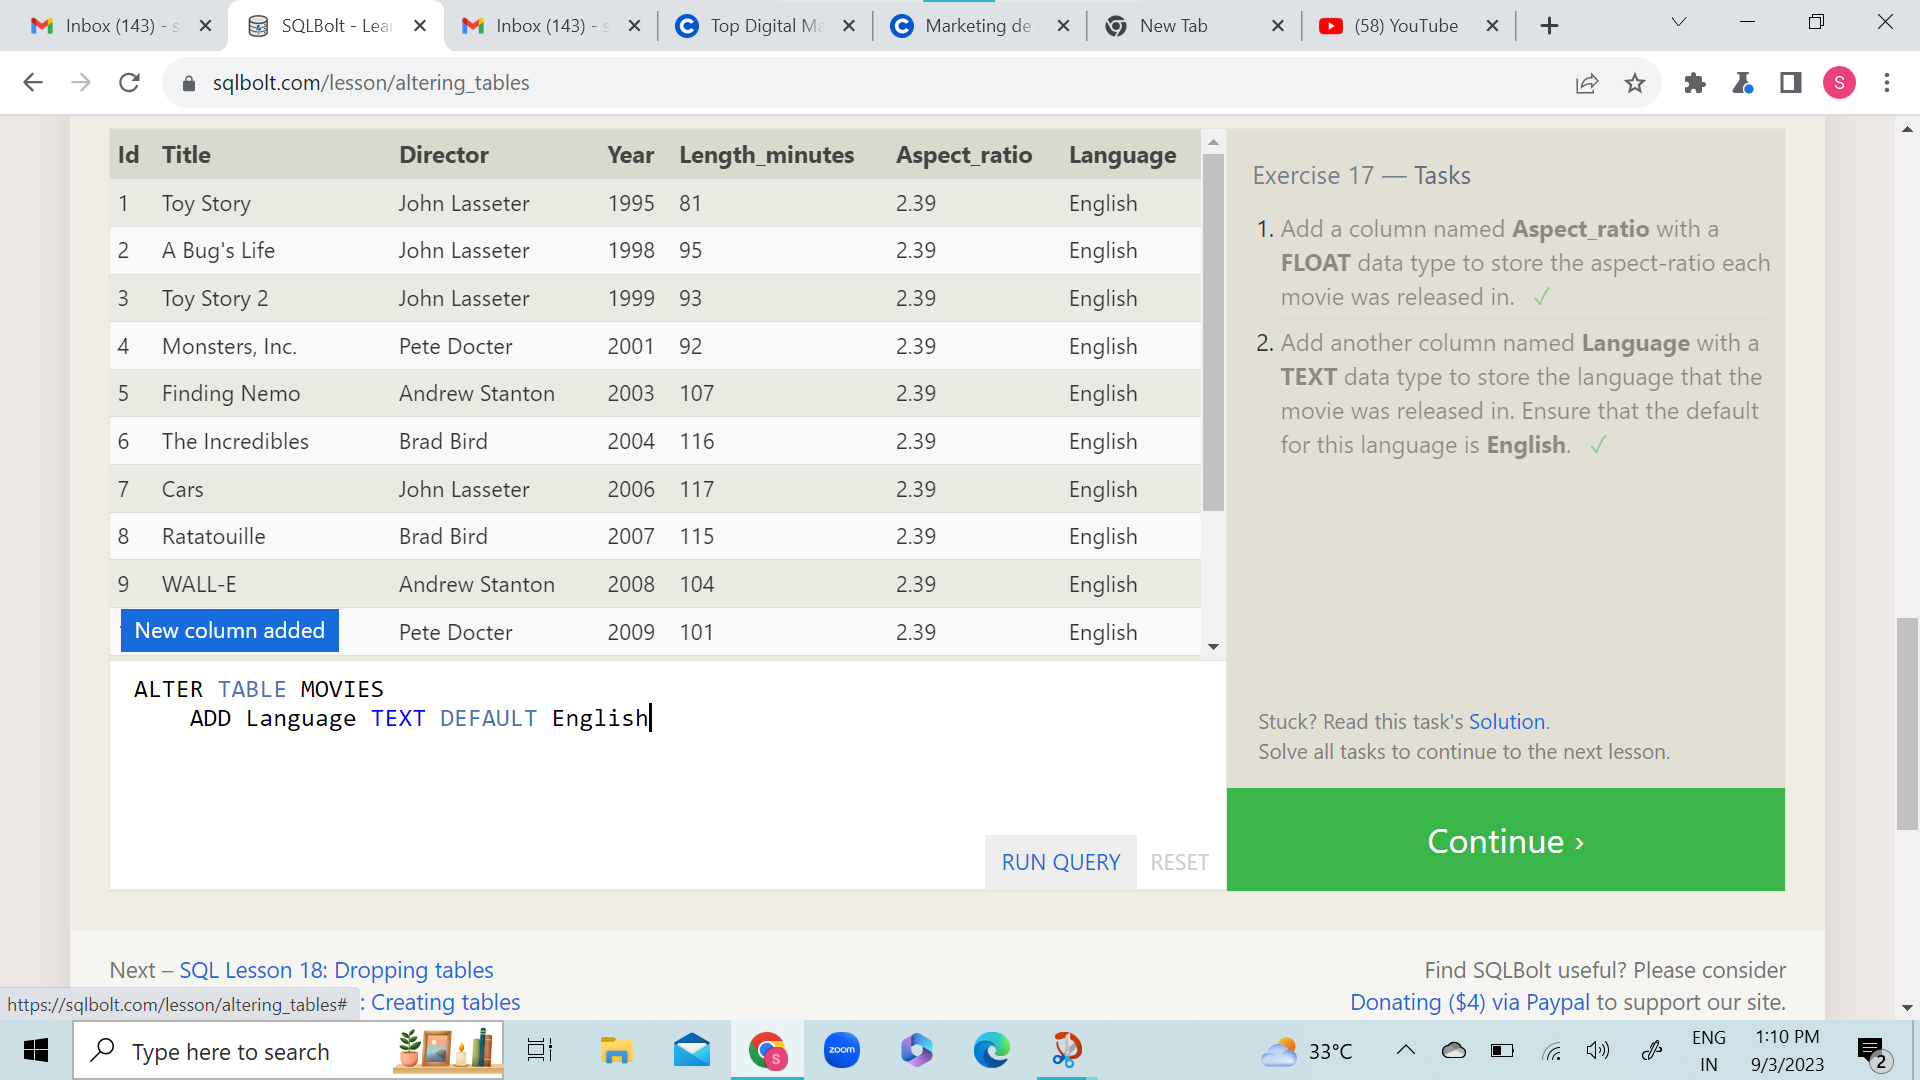 Inbox (143) - s
SQLBolt - Lear
Inbox (143) - s
Top Digital Ma
Marketing de
New Tab
(58) YouTube
sqlbolt.com/lesson/altering_tables
S
Id Title Director Year Length_minutes Aspect_ratio Language
1 Toy Story John Lasseter 1995 81 2.39 English
2 A Bug's Life John Lasseter 1998 95 2.39 English
3 Toy Story 2 John Lasseter 1999 93 2.39 English
4 Monsters, Inc. Pete Docter 2001 92 2.39 English
5 Finding Nemo Andrew Stanton 2003 107 2.39 English
6 The Incredibles Brad Bird 2004 116 2.39 English
7 Cars John Lasseter 2006 117 2.39 English
8 Ratatouille Brad Bird 2007 115 2.39 English
9 WALL-E Andrew Stanton 2008 104 2.39 English
New column added Pete Docter 2009 101 2.39 English
ALTER TABLE MOVIES
ADD Language TEXT DEFAULT English
RUN QUERY RESET
Exercise 17 — Tasks
1. Add a column named Aspect_ratio with a
FLOAT data type to store the aspect-ratio each
movie was released in. ✓
2. Add another column named Language with a
TEXT data type to store the language that the
movie was released in. Ensure that the default
for this language is English. ✓
Stuck? Read this task's Solution.
Solve all tasks to continue to the next lesson.
Continue ›
Next – SQL Lesson 18: Dropping tables
: Creating tables
Find SQLBolt useful? Please consider
Donating ($4) via Paypal to support our site.
https://sqlbolt.com/lesson/altering_tables#
Type here to search
S
zoom
33°C
ENG
IN
1:10 PM
9/3/2023
2